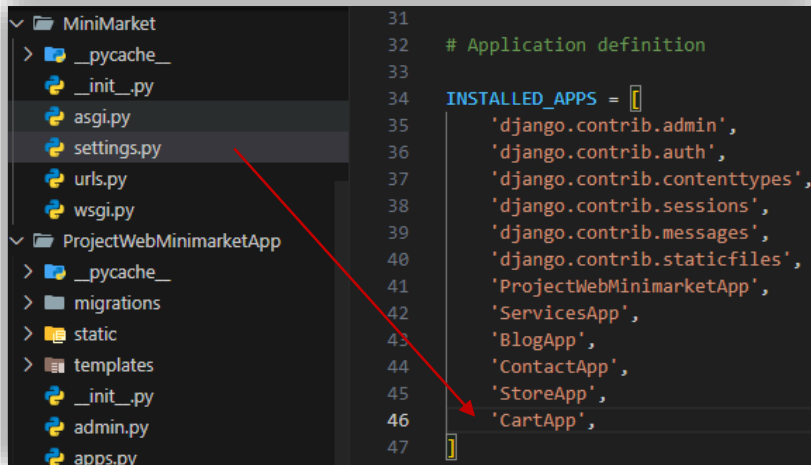 MiniMarket
__pycache__
__init__.py
asgi.py
settings.py
urls.py
wsgi.py
ProjectWebMinimarketApp
__pycache__
migrations
static
templates
__init__.py
admin.py
apps.py
31
32 # Application definition
33
34 INSTALLED_APPS = [
35 'django.contrib.admin',
36 'django.contrib.auth',
37 'django.contrib.contenttypes',
38 'django.contrib.sessions',
39 'django.contrib.messages',
40 'django.contrib.staticfiles',
41 'ProjectWebMinimarketApp',
42 'ServicesApp',
43 'BlogApp',
44 'ContactApp',
45 'StoreApp',
46 'CartApp',
47 ]